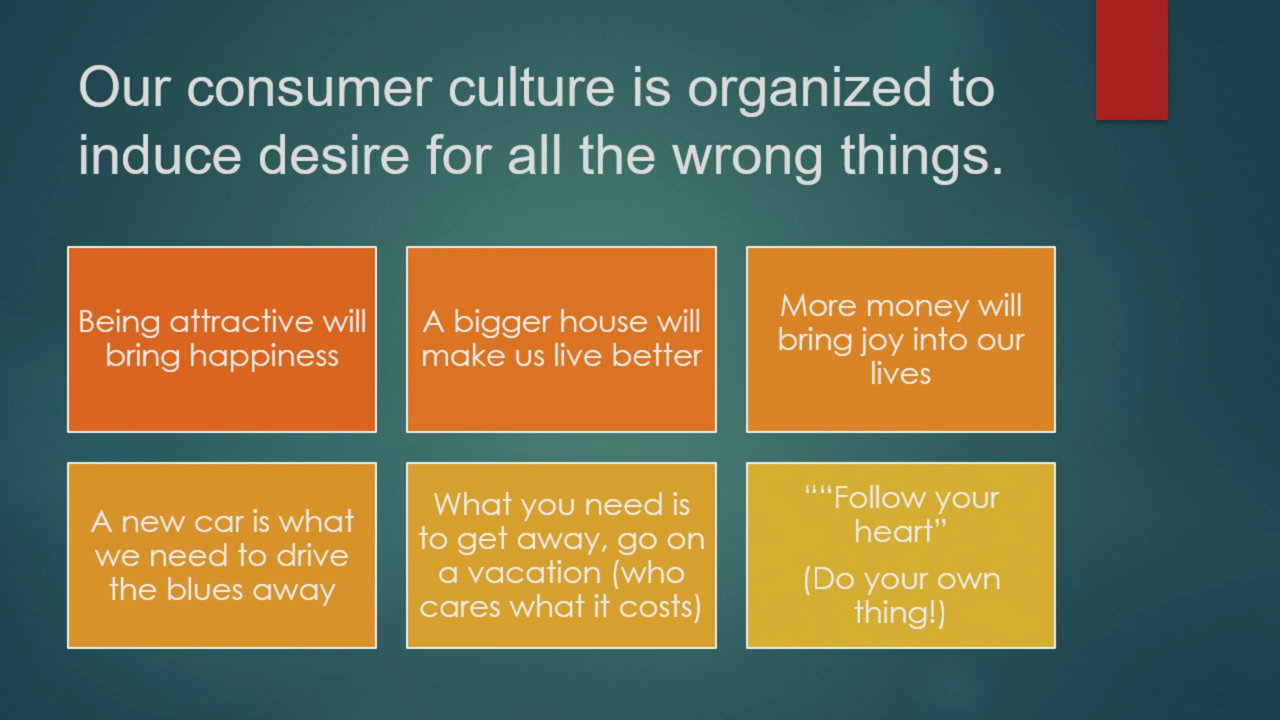 Our consumer culture is organized to
induce desire for all the wrong things.
Being attractive will
bring happiness
A bigger house will
make us live better
More money will
bring joy into our
lives
A new car is what
we need to drive
the blues away
What you need is
to get away, go on
a vacation (who
cares what it costs)
““Follow your
heart”
(Do your own
thing!)